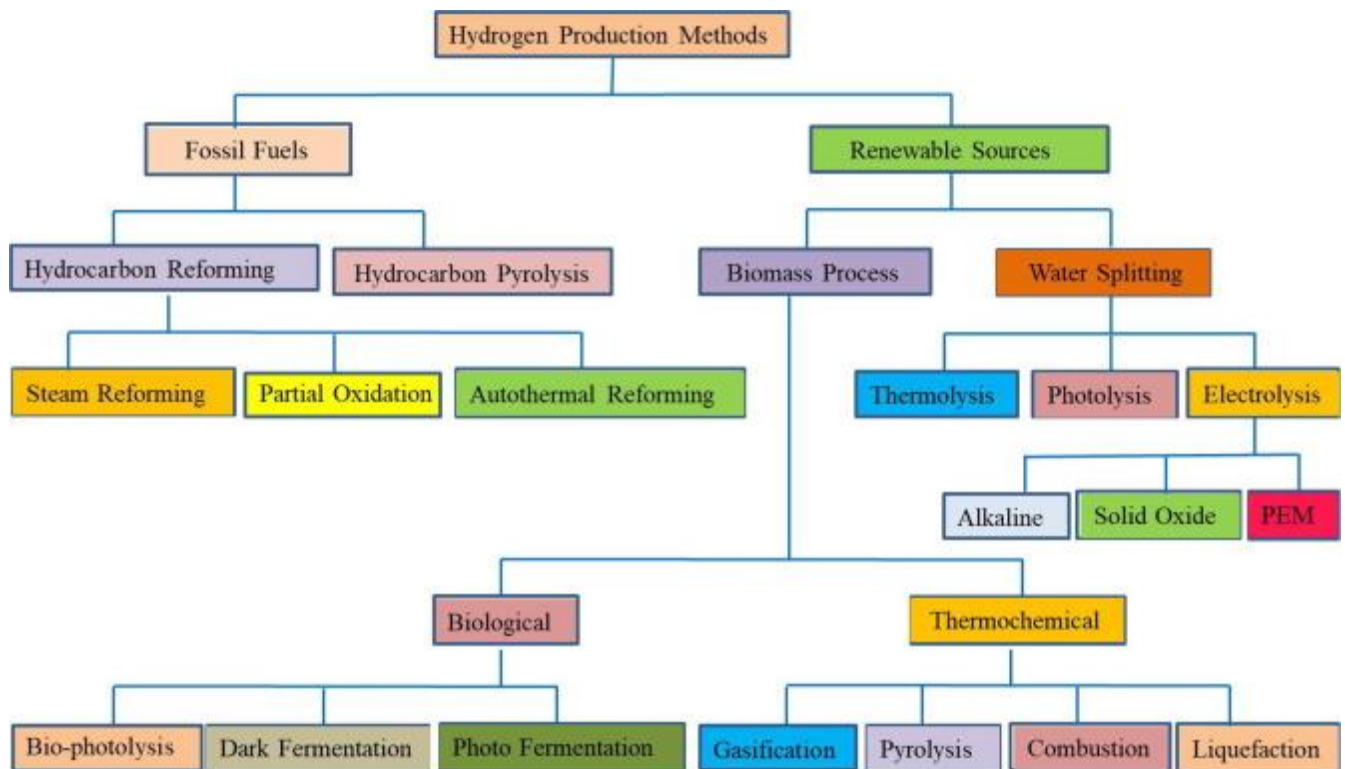 Hydrogen Production Methods
Fossil Fuels
Renewable Sources
Hydrocarbon Reforming
Hydrocarbon Pyrolysis
Biomass Process
Water Splitting
Steam Reforming
Partial Oxidation
Autothermal Reforming
Thermolysis
Photolysis
Electrolysis
Alkaline
Solid Oxide
PEM
Biological
Thermochemical
Bio-photolysis
Dark Fermentation
Photo Fermentation
Gasification
Pyrolysis
Combustion
Liquefaction